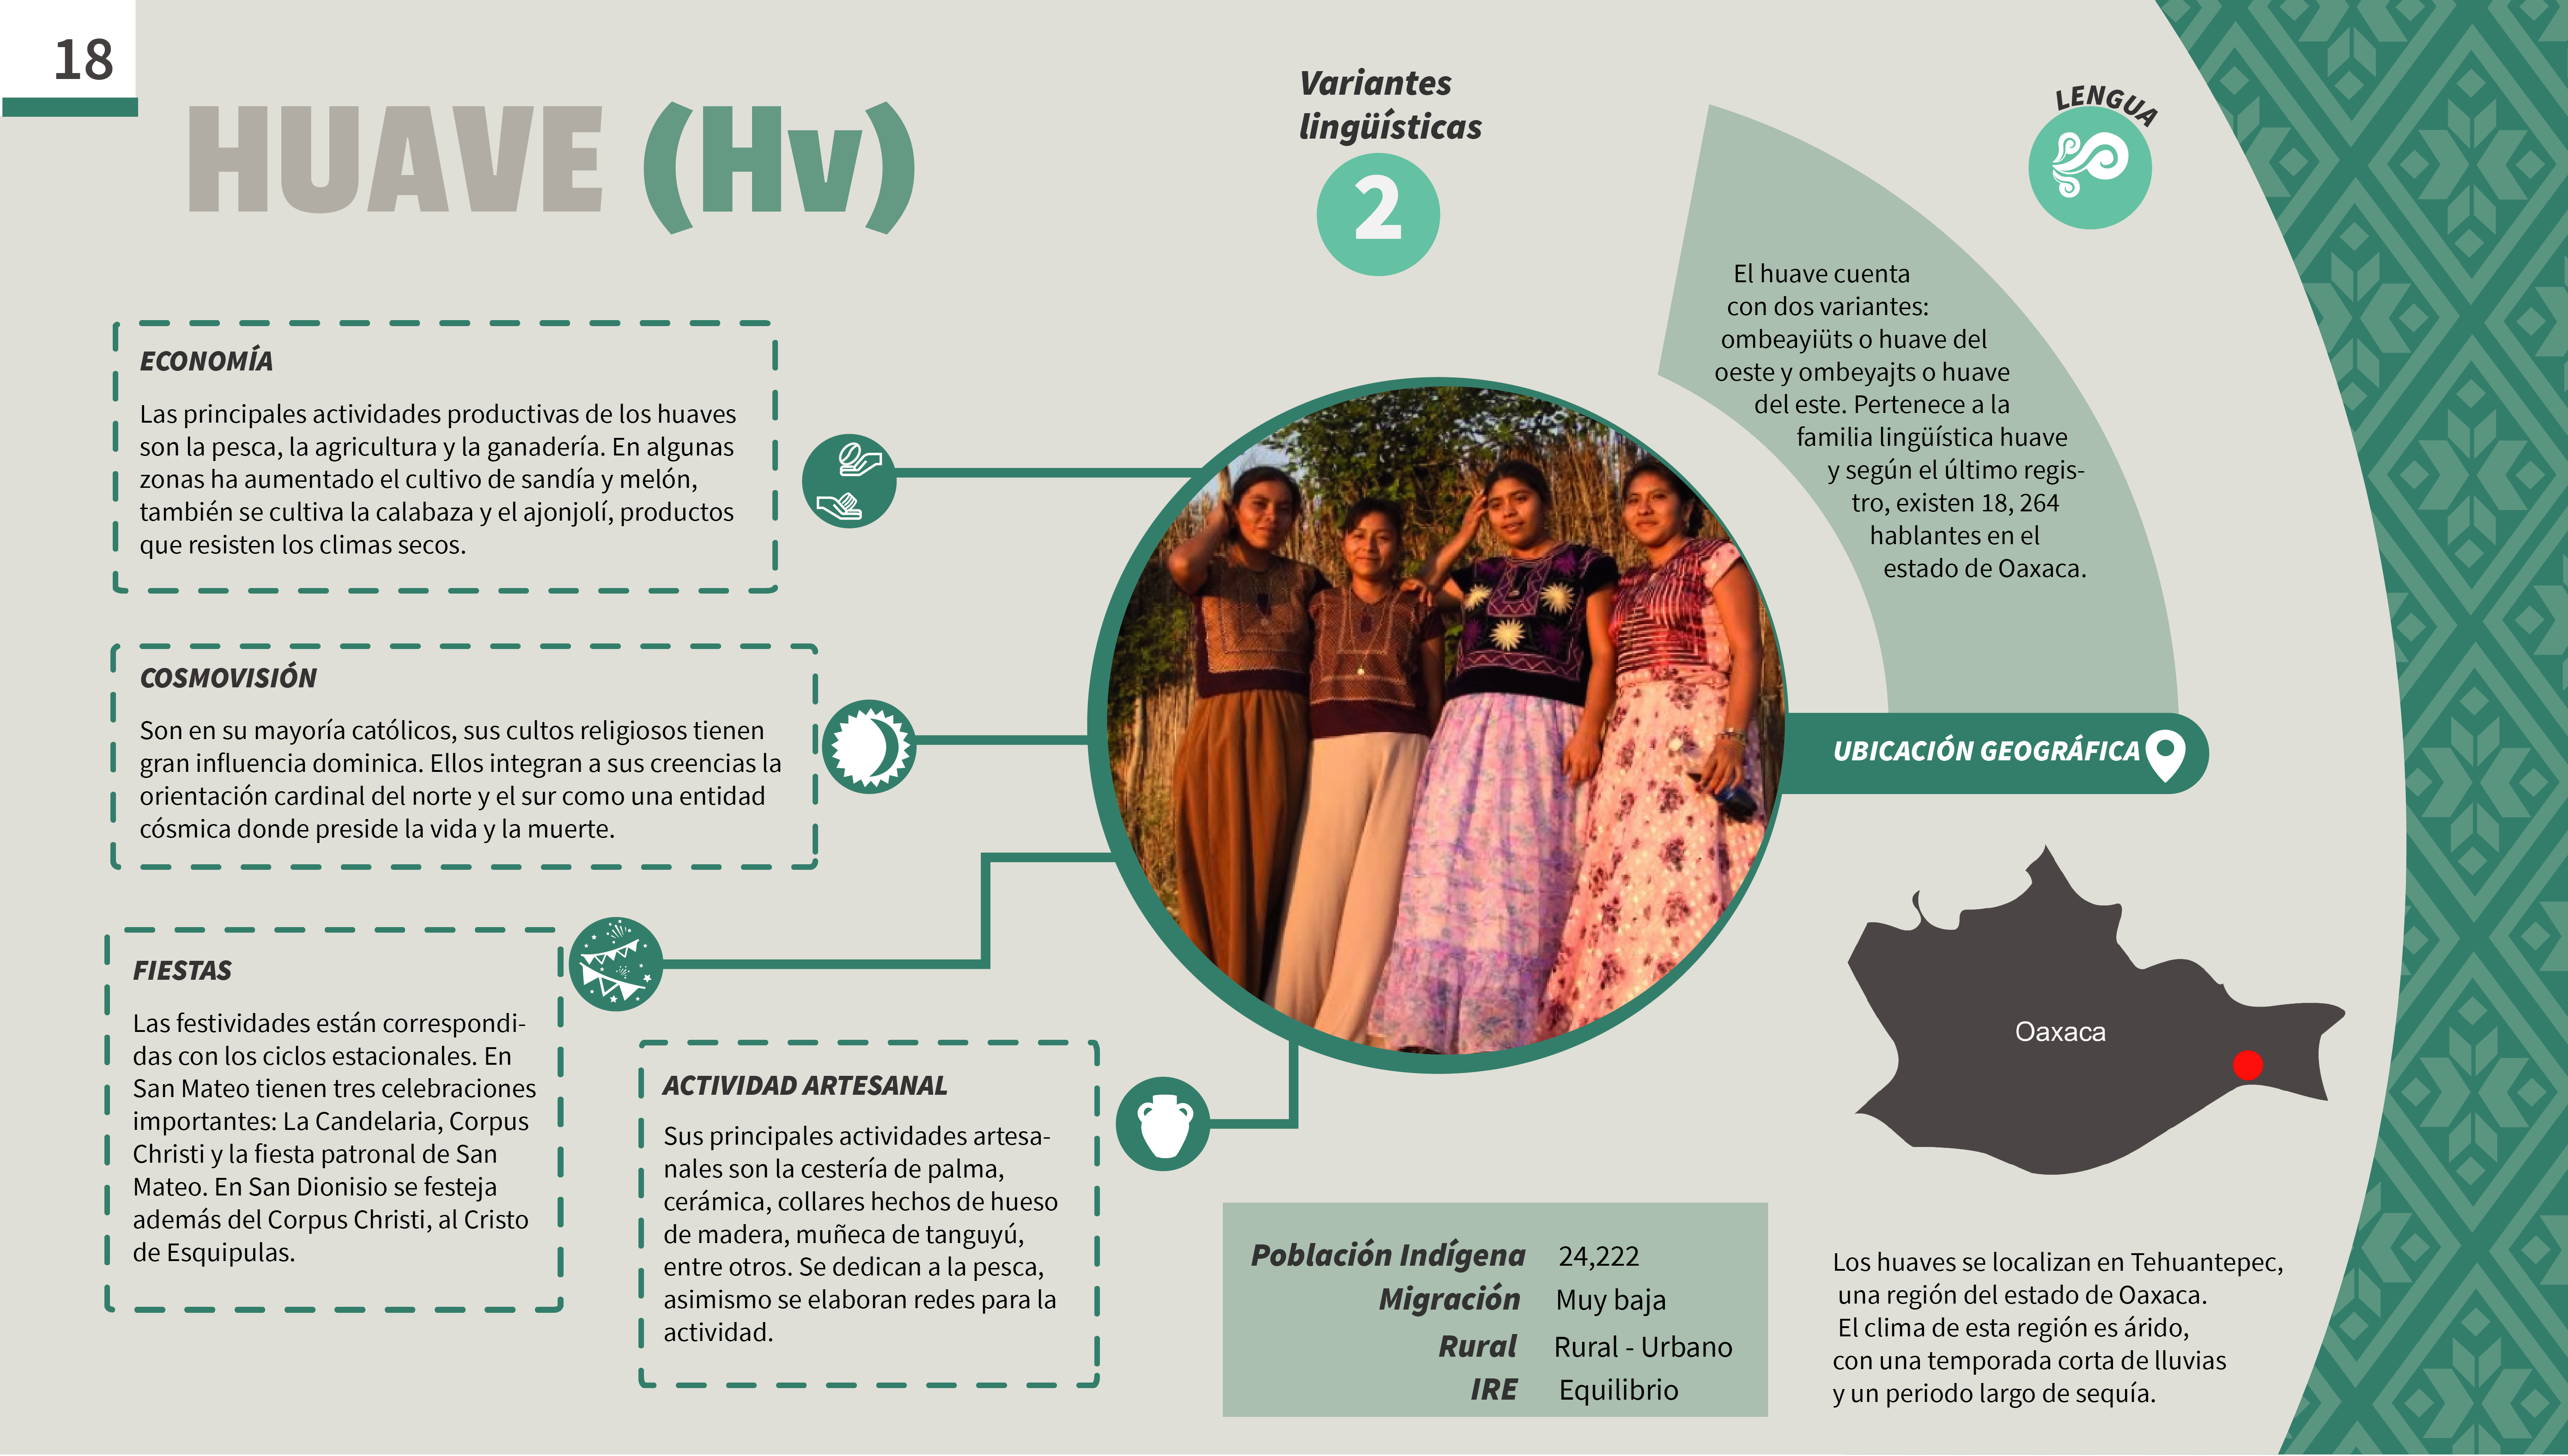 18
HUAVE (Hv)
Variantes
lingüísticas
2
LENGUA
El huave cuenta
con dos variantes:
ombeayiüts o huave del
oeste y ombeyajts o huave
del este. Pertenece a la
familia lingüística huave
y según el último regis-
tro, existen 18, 264
hablantes en el
estado de Oaxaca.
ECONOMÍA
Las principales actividades productivas de los huaves
son la pesca, la agricultura y la ganadería. En algunas
zonas ha aumentado el cultivo de sandía y melón,
también se cultiva la calabaza y el ajonjolí, productos
que resisten los climas secos.
COSMOVISIÓN
Son en su mayoría católicos, sus cultos religiosos tienen
gran influencia dominica. Ellos integran a sus creencias la
orientación cardinal del norte y el sur como una entidad
cósmica donde preside la vida y la muerte.
FIESTAS
Las festividades están correspondi-
das con los ciclos estacionales. En
San Mateo tienen tres celebraciones
importantes: La Candelaria, Corpus
Christi y la fiesta patronal de San
Mateo. En San Dionisio se festeja
además del Corpus Christi, al Cristo
de Esquipulas.
ACTIVIDAD ARTESANAL
Sus principales actividades artesa-
nales son la cestería de palma,
cerámica, collares hechos de hueso
de madera, muñeca de tanguyú,
entre otros. Se dedican a la pesca,
asimismo se elaboran redes para la
actividad.
Población Indígena 24,222
Migración Muy baja
Rural Rural - Urbano
IRE Equilibrio
UBICACIÓN GEOGRÁFICA
Oaxaca
Los huaves se localizan en Tehuantepec,
una región del estado de Oaxaca.
El clima de esta región es árido,
con una temporada corta de lluvias
y un periodo largo de sequía.